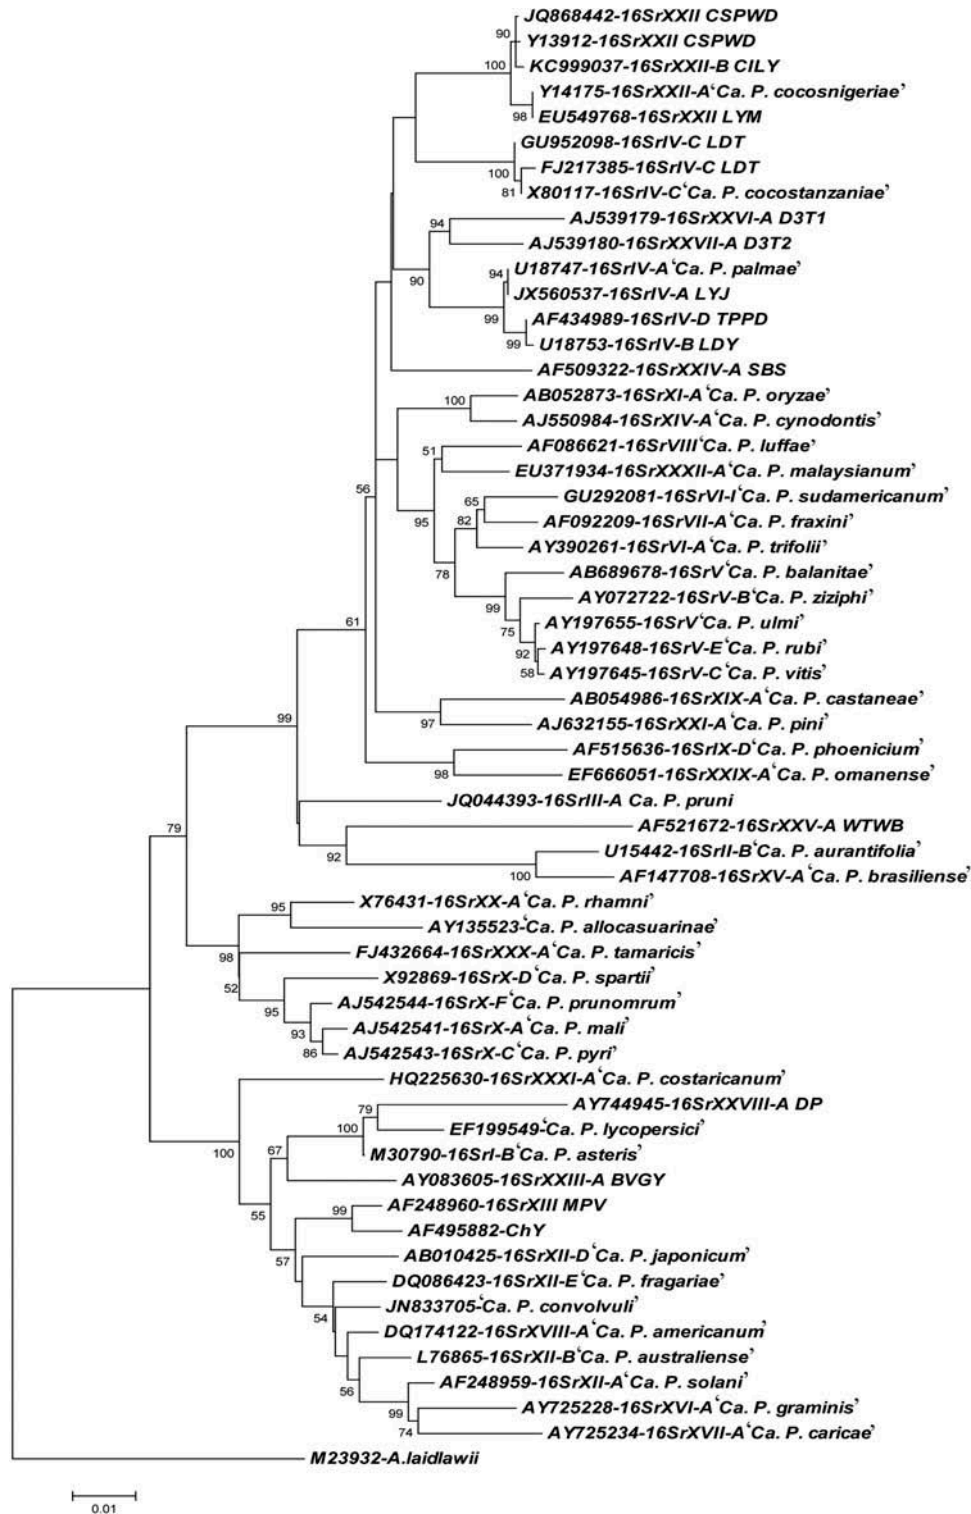 JQ868442-16SrXXII CSPWD
90
Y13912-16SrXXII CSPWD
KC999037-16SrXXII-B CILY
100
Y14175-16SrXXII-A‘Ca. P. cocosnigeriae’
98
EU549768-16SrXXII LYM
GU952098-16SrIV-C LDT
FJ217385-16SrIV-C LDT
100
X80117-16SrIV-C‘Ca. P. cocostanzaniae’
81
AJ539179-16SrXXVI-A D3T1
94
AJ539180-16SrXXVII-A D3T2
90
U18747-16SrIV-A‘Ca. P. palmae’
94
JX560537-16SrIV-A LYJ
99
AF434989-16SrIV-D TPPD
U18753-16SrIV-B LDY
99
AF509322-16SrXXIV-A SBS
AB052873-16SrXI-A‘Ca. P. oryzae’
100
AJ550984-16SrXIV-A‘Ca. P. cynodontis’
AF086621-16SrVIII‘Ca. P. luffae’
51
EU371934-16SrXXXII-A‘Ca. P. malaysianum’
56
GU292081-16SrVI-I‘Ca. P. sudamericanum’
65
95
AF092209-16SrVII-A‘Ca. P. fraxini’
82
AY390261-16SrVI-A‘Ca. P. trifolii’
78
AB689678-16SrV‘Ca. P. balanitae’
AY072722-16SrV-B‘Ca. P. ziziphi’
99
AY197655-16SrV‘Ca. P. ulmi’
61
75
AY197648-16SrV-E‘Ca. P. rubi’
92
AY197645-16SrV-C‘Ca. P. vitis’
58
AB054986-16SrXIX-A‘Ca. P. castaneae’
AJ632155-16SrXXI-A‘Ca. P. pini’
97
99
AF515636-16SrIX-D‘Ca. P. phoenicium’
EF666051-16SrXXIX-A‘Ca. P. omanense’
98
JQ044393-16SrIII-A Ca. P. pruni
AF521672-16SrXXV-A WTWB
79
U15442-16SrII-B‘Ca. P. aurantifolia’
92
AF147708-16SrXV-A‘Ca. P. brasiliense’
100
X76431-16SrXX-A‘Ca. P. rhamni’
95
AY135523-‘Ca. P. allocasuarinae’
FJ432664-16SrXXX-A‘Ca. P. tamaricis’
98
X92869-16SrX-D‘Ca. P. spartii’
52
AJ542544-16SrX-F‘Ca. P. prunomrum’
95
AJ542541-16SrX-A‘Ca. P. mali’
93
AJ542543-16SrX-C‘Ca. P. pyri’
86
HQ225630-16SrXXXI-A‘Ca. P. costaricanum’
AY744945-16SrXXVIII-A DP
79
EF199549-‘Ca. P. lycopersici’
100
M30790-16SrI-B‘Ca. P. asteris’
100
67
AY083605-16SrXXIII-A BVGY
AF248960-16SrXIII MPV
99
55
AF495882-ChY
AB010425-16SrXII-D‘Ca. P. japonicum’
57
DQ086423-16SrXII-E‘Ca. P. fragariae’
JN833705-‘Ca. P. convolvuli’
54
DQ174122-16SrXVIII-A‘Ca. P. americanum’
L76865-16SrXII-B‘Ca. P. australiense’
AF248959-16SrXII-A‘Ca. P. solani’
56
AY725228-16SrXVI-A‘Ca. P. graminis’
99
AY725234-16SrXVII-A‘Ca. P. caricae’
74
M23932-A.laidlawii
0.01